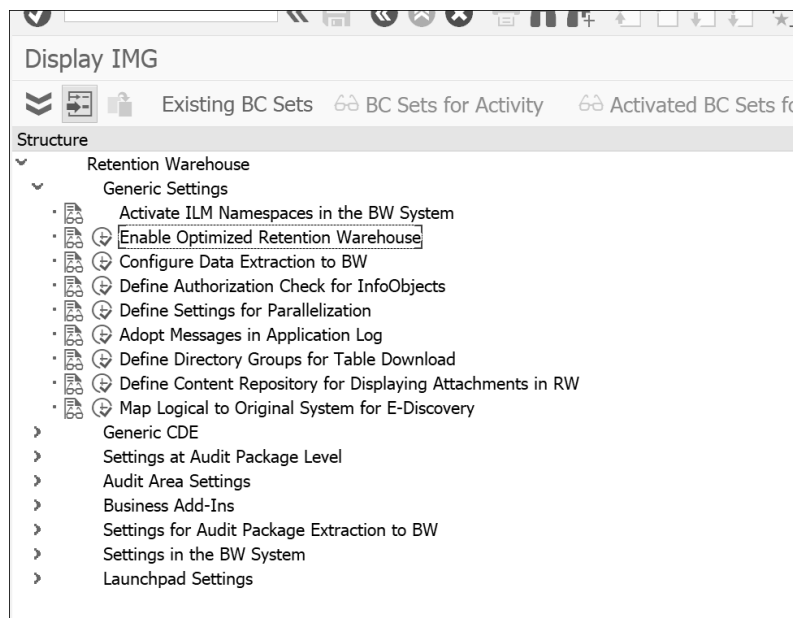 Display IMG
Existing BC Sets BC Sets for Activity Activated BC Sets fo
Structure
Retention Warehouse
Generic Settings
Activate ILM Namespaces in the BW System
Enable Optimized Retention Warehouse
Configure Data Extraction to BW
Define Authorization Check for InfoObjects
Define Settings for Parallelization
Adopt Messages in Application Log
Define Directory Groups for Table Download
Define Content Repository for Displaying Attachments in RW
Map Logical to Original System for E-Discovery
Generic CDE
Settings at Audit Package Level
Audit Area Settings
Business Add-Ins
Settings for Audit Package Extraction to BW
Settings in the BW System
Launchpad Settings